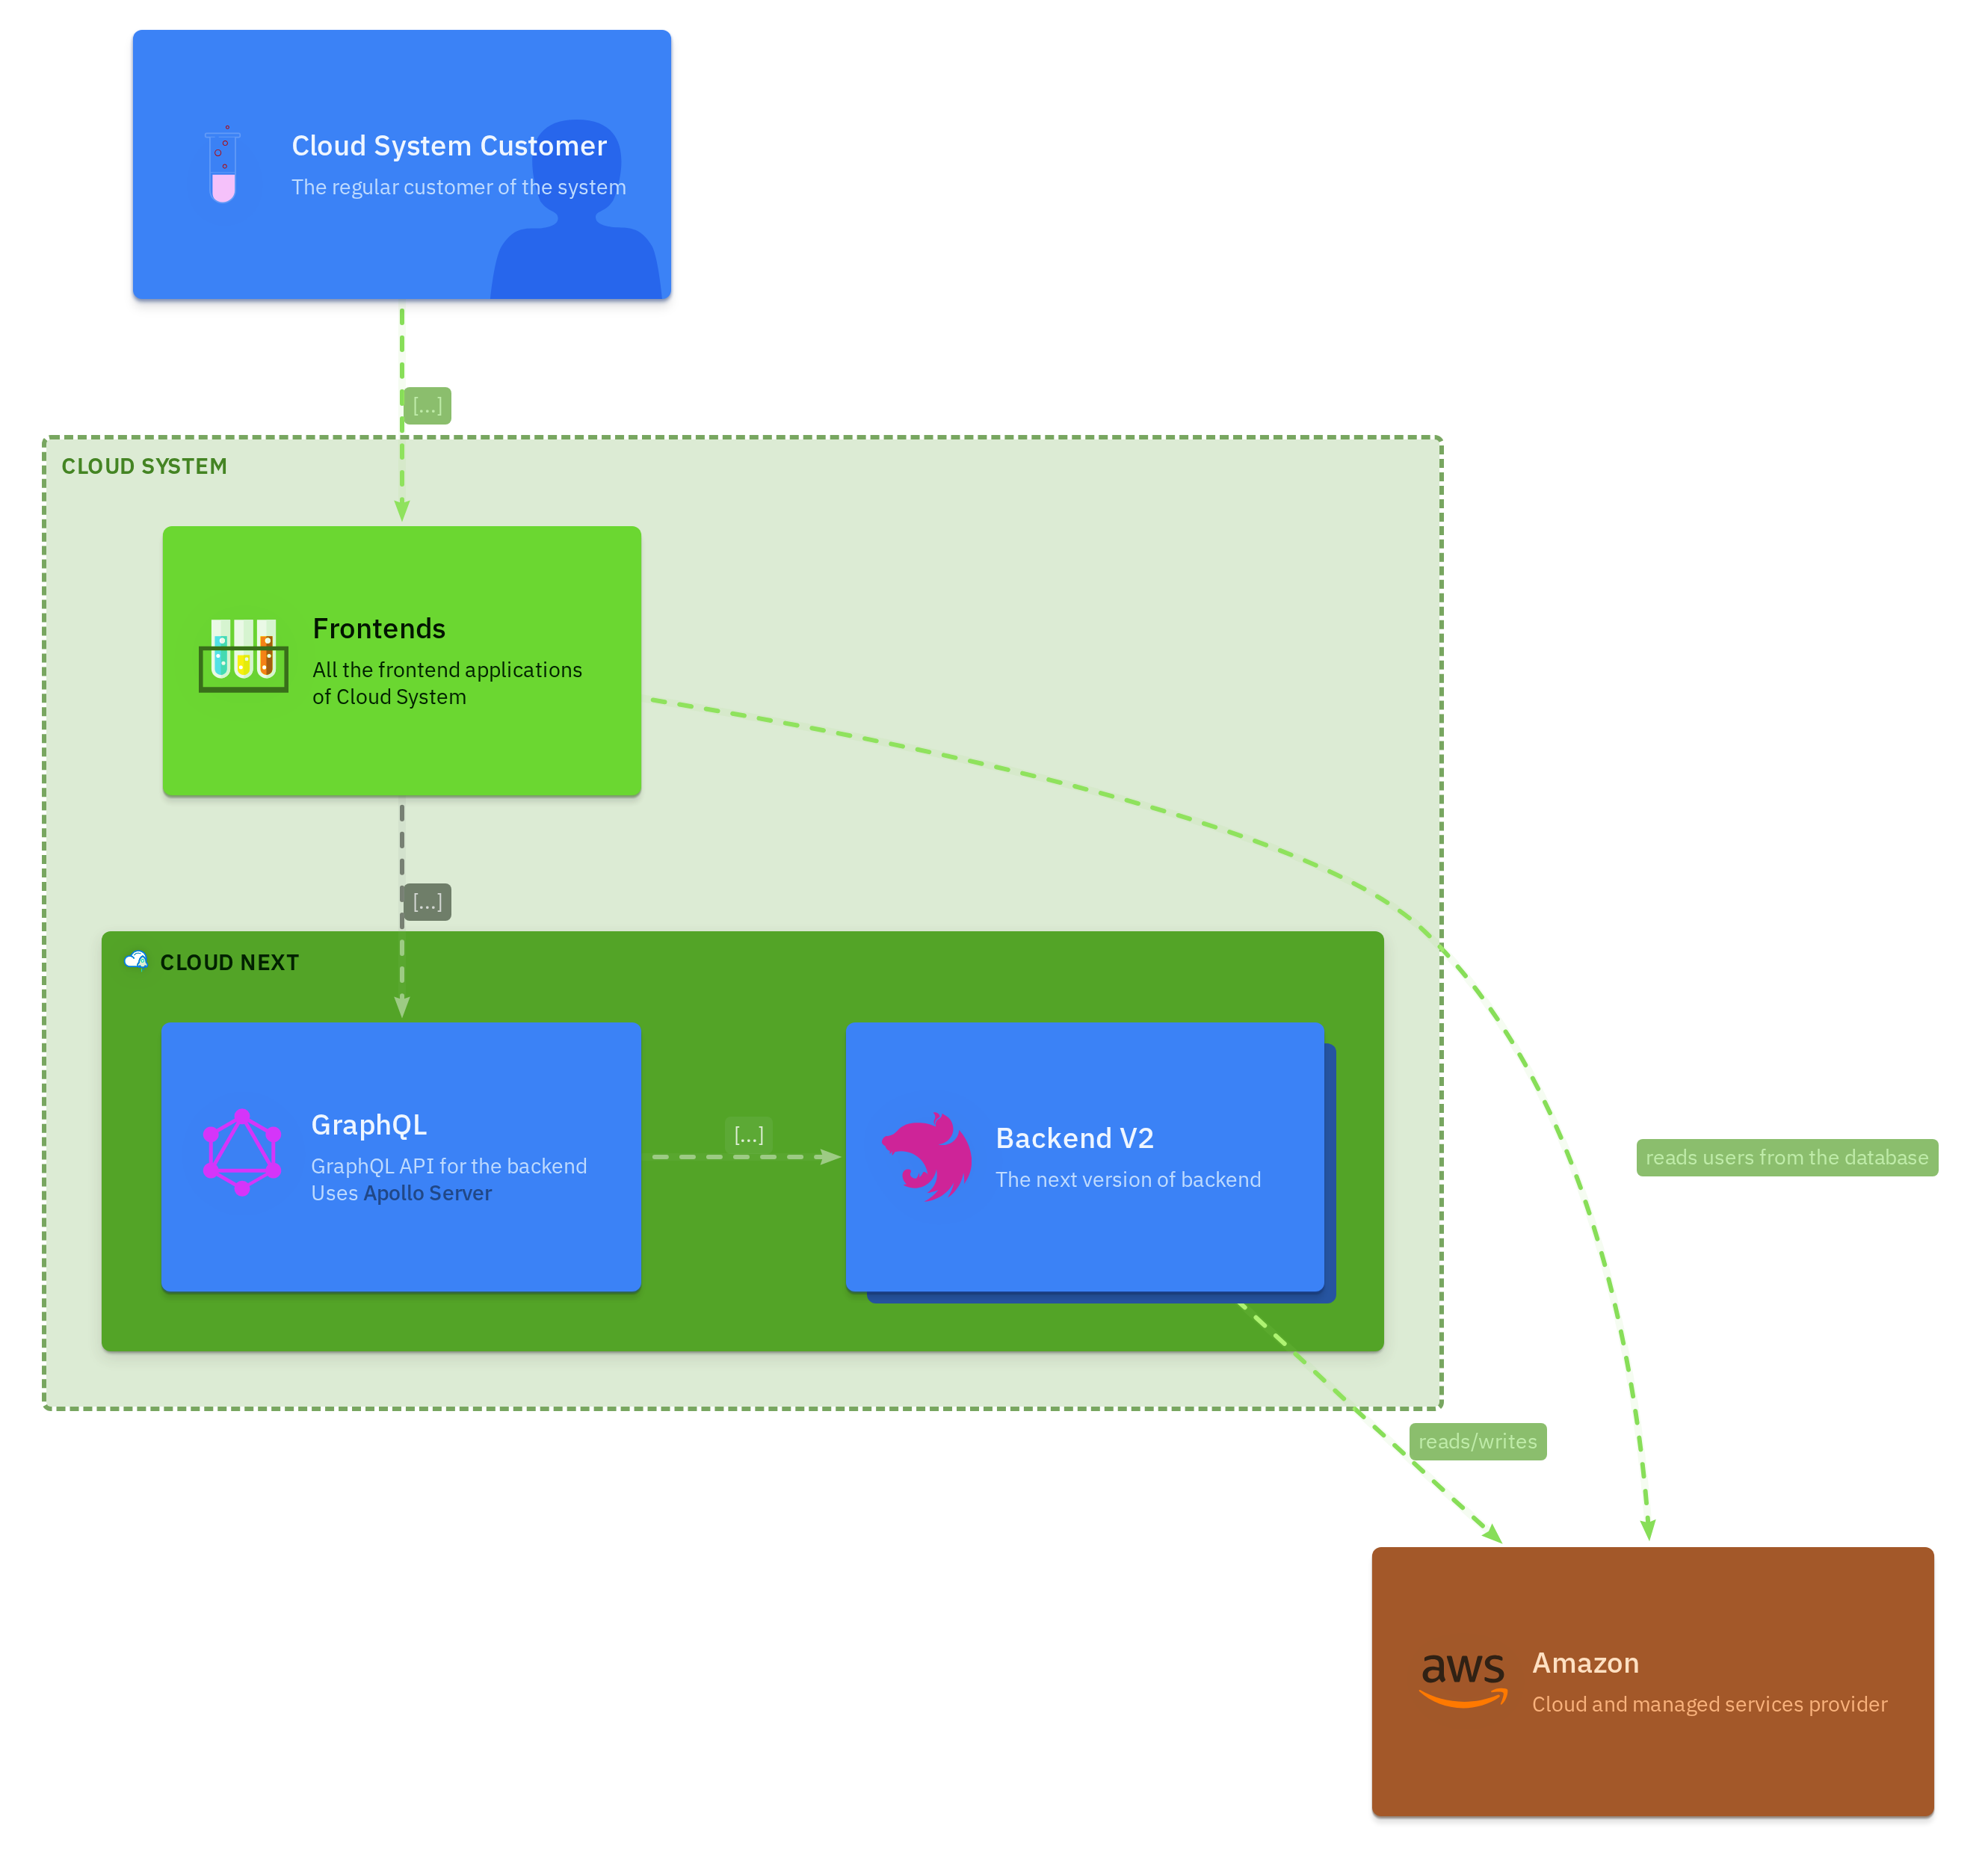 Cloud System Customer
The regular customer of the system
[...]
CLOUD SYSTEM
Frontends
All the frontend applications
of Cloud System
[...]
CLOUD NEXT
GraphQL
GraphQL API for the backend
Uses Apollo Server
[...]
Backend V2
The next version of backend
reads users from the database
reads/writes
aws
Amazon
Cloud and managed services provider